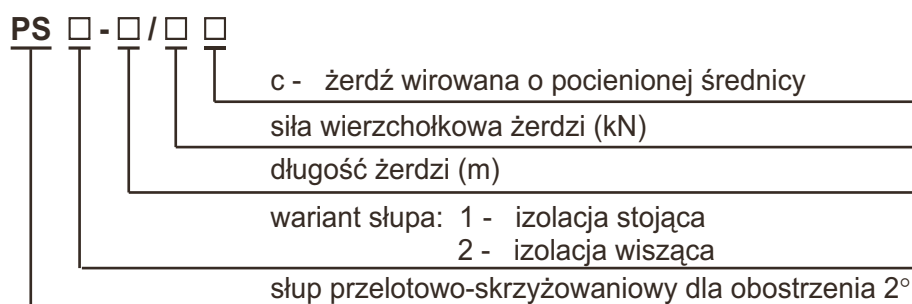 PS □ - □ / □ □
c - żerdź wirowana o pocienionej średnicy
siła wierzchołkowa żerdzi (kN)
długość żerdzi (m)
wariant słupa: 1 - izolacja stojąca
2 - izolacja wisząca
słup przelotowo-skrzyżowaniowy dla obostrzenia 2°